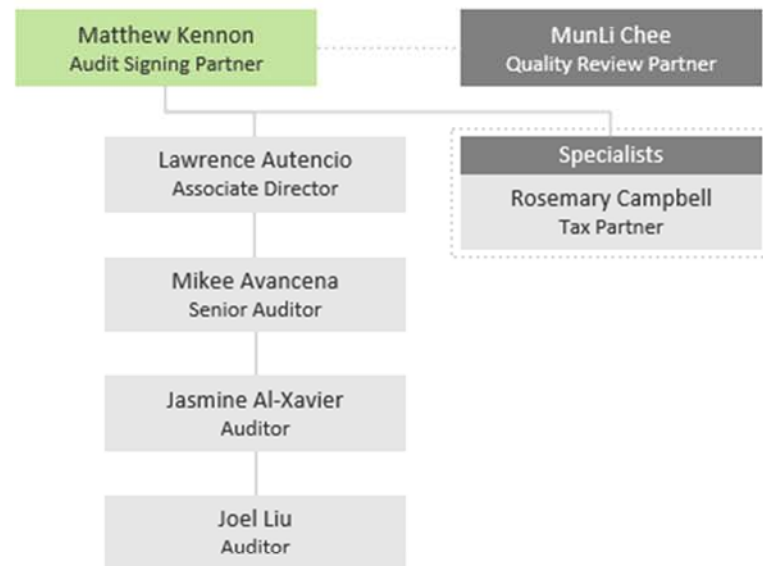 Matthew Kennon
Audit Signing Partner
MunLi Chee
Quality Review Partner
Lawrence Autencio
Associate Director
Specialists
Rosemary Campbell
Tax Partner
Mikee Avancena
Senior Auditor
Jasmine Al-Xavier
Auditor
Joel Liu
Auditor